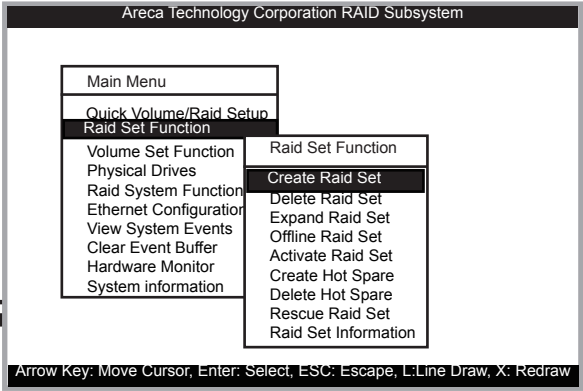 Areca Technology Corporation RAID Subsystem
Main Menu
Quick Volume/Raid Setup
Raid Set Function
Volume Set Function
Physical Drives
Raid System Function
Ethernet Configuration
View System Events
Clear Event Buffer
Hardware Monitor
System information
Raid Set Function
Create Raid Set
Delete Raid Set
Expand Raid Set
Offline Raid Set
Activate Raid Set
Create Hot Spare
Delete Hot Spare
Rescue Raid Set
Raid Set Information
Arrow Key: Move Cursor, Enter: Select, ESC: Escape, L:Line Draw, X: Redraw